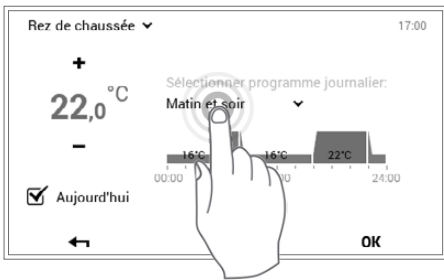 Rez de chaussée
17:00
+
22,0 °C
−
Sélectionner programme journalier:
Matin et soir
16°C
16°C
22°C
00:00
24:00
Aujourd'hui
OK